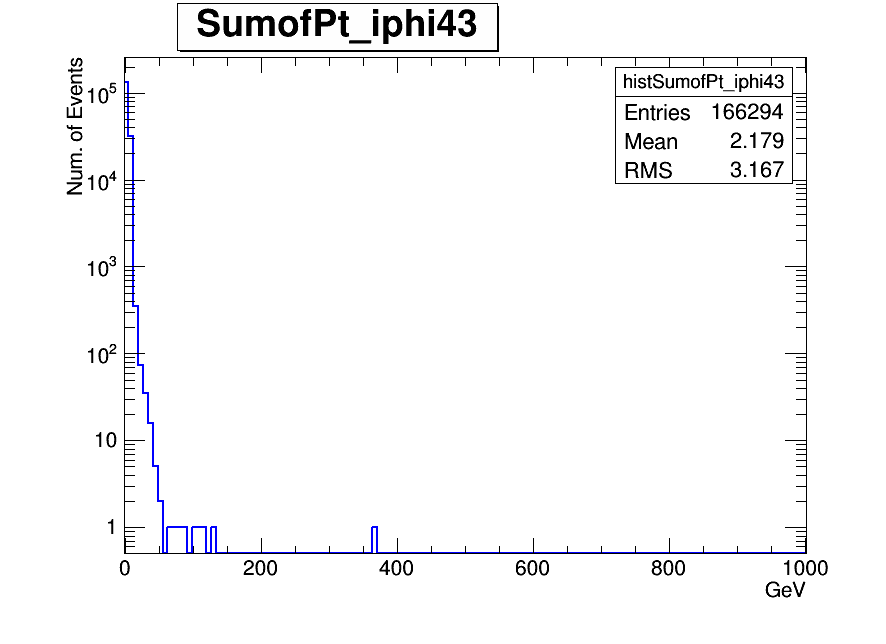 SumofPt_iphi43
Num. of Events
histSumofPt_iphi43
Entries 166294
Mean 2.179
RMS 3.167
10^5
10^4
10^3
10^2
10
1
0 200 400 600 800 1000
GeV